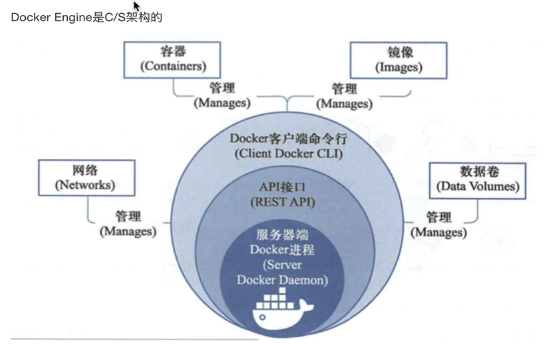 Docker Engine是C/S架构的
容器
(Containers)
镜像
(Images)
管理
(Manages)
管理
(Manages)
Docker客户端命令行
(Client Docker CLI)
网络
(Networks)
数据卷
(Data Volumes)
API接口
(REST API)
管理
(Manages)
管理
(Manages)
服务器端
Docker进程
(Server
Docker Daemon)